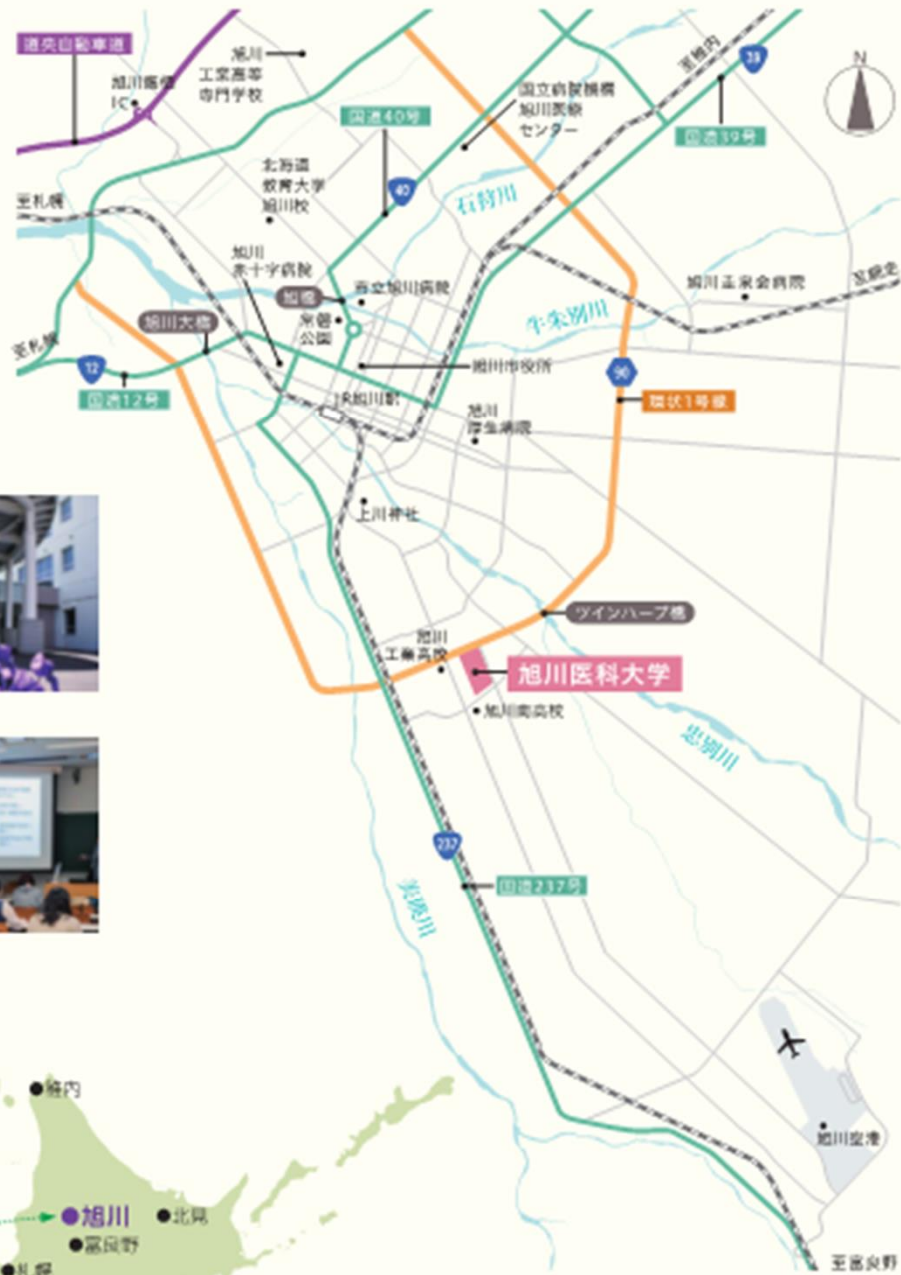 道央自動車道
旭川鷹栖
IC
旭川
工業高等
専門学校
国道40号
国立病院機構
旭川医療
センター
至稚内
39
N
国道39号
北海道
教育大学
旭川校
40
石狩川
至札幌
旭川
赤十字病院
旭橋
市立旭川病院
常磐
公園
旭川大橋
牛朱別川
旭川圭泉会病院
至網走
至札幌
12
国道12号
旭川市役所
90
環状1号線
JR旭川駅
旭川
厚生病院
上川神社
ツインハープ橋
旭川
工業高校
旭川医科大学
旭川南高校
忠別川
237
国道237号
美瑛川
旭川空港
至富良野
稚内
旭川
北見
富良野
札幌